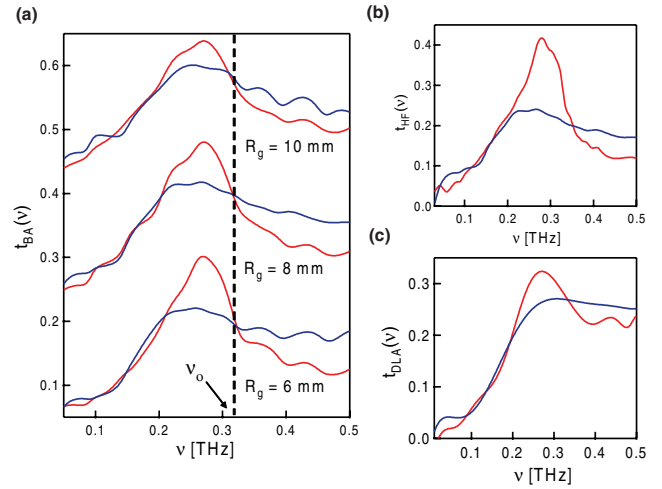 (a)
t_BA(ν)
0.6
0.5
0.4
0.3
0.2
0.1
R_g = 10 mm
R_g = 8 mm
R_g = 6 mm
ν_o
0.1 0.2 0.3 0.4 0.5
ν [THz]
(b)
t_HF(ν)
0.4
0.3
0.2
0.1
0.0
0.1 0.2 0.3 0.4 0.5
ν [THz]
(c)
t_DLA(ν)
0.3
0.2
0.1
0.0
0.1 0.2 0.3 0.4 0.5
ν [THz]